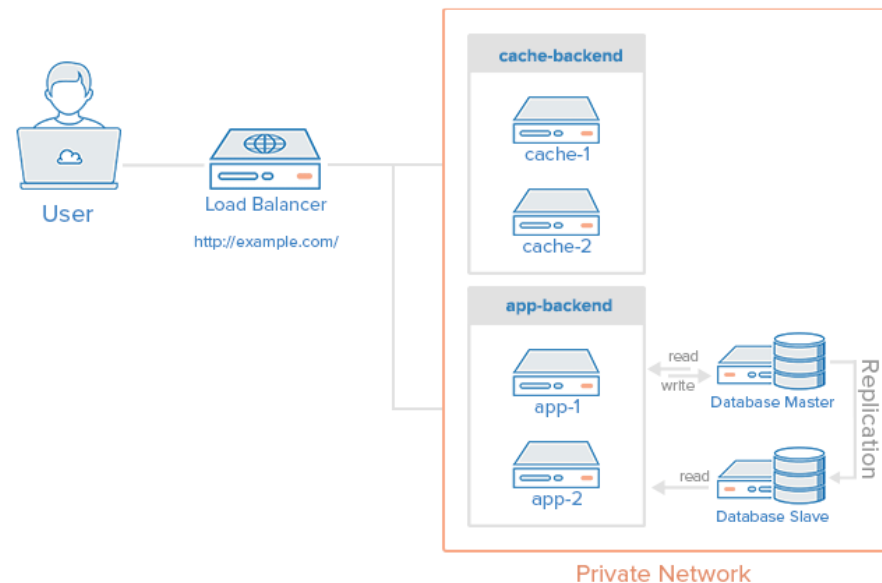 User
Load Balancer
http://example.com/
cache-backend
cache-1
cache-2
app-backend
app-1
app-2
read
write
Database Master
read
Database Slave
Replication
Private Network